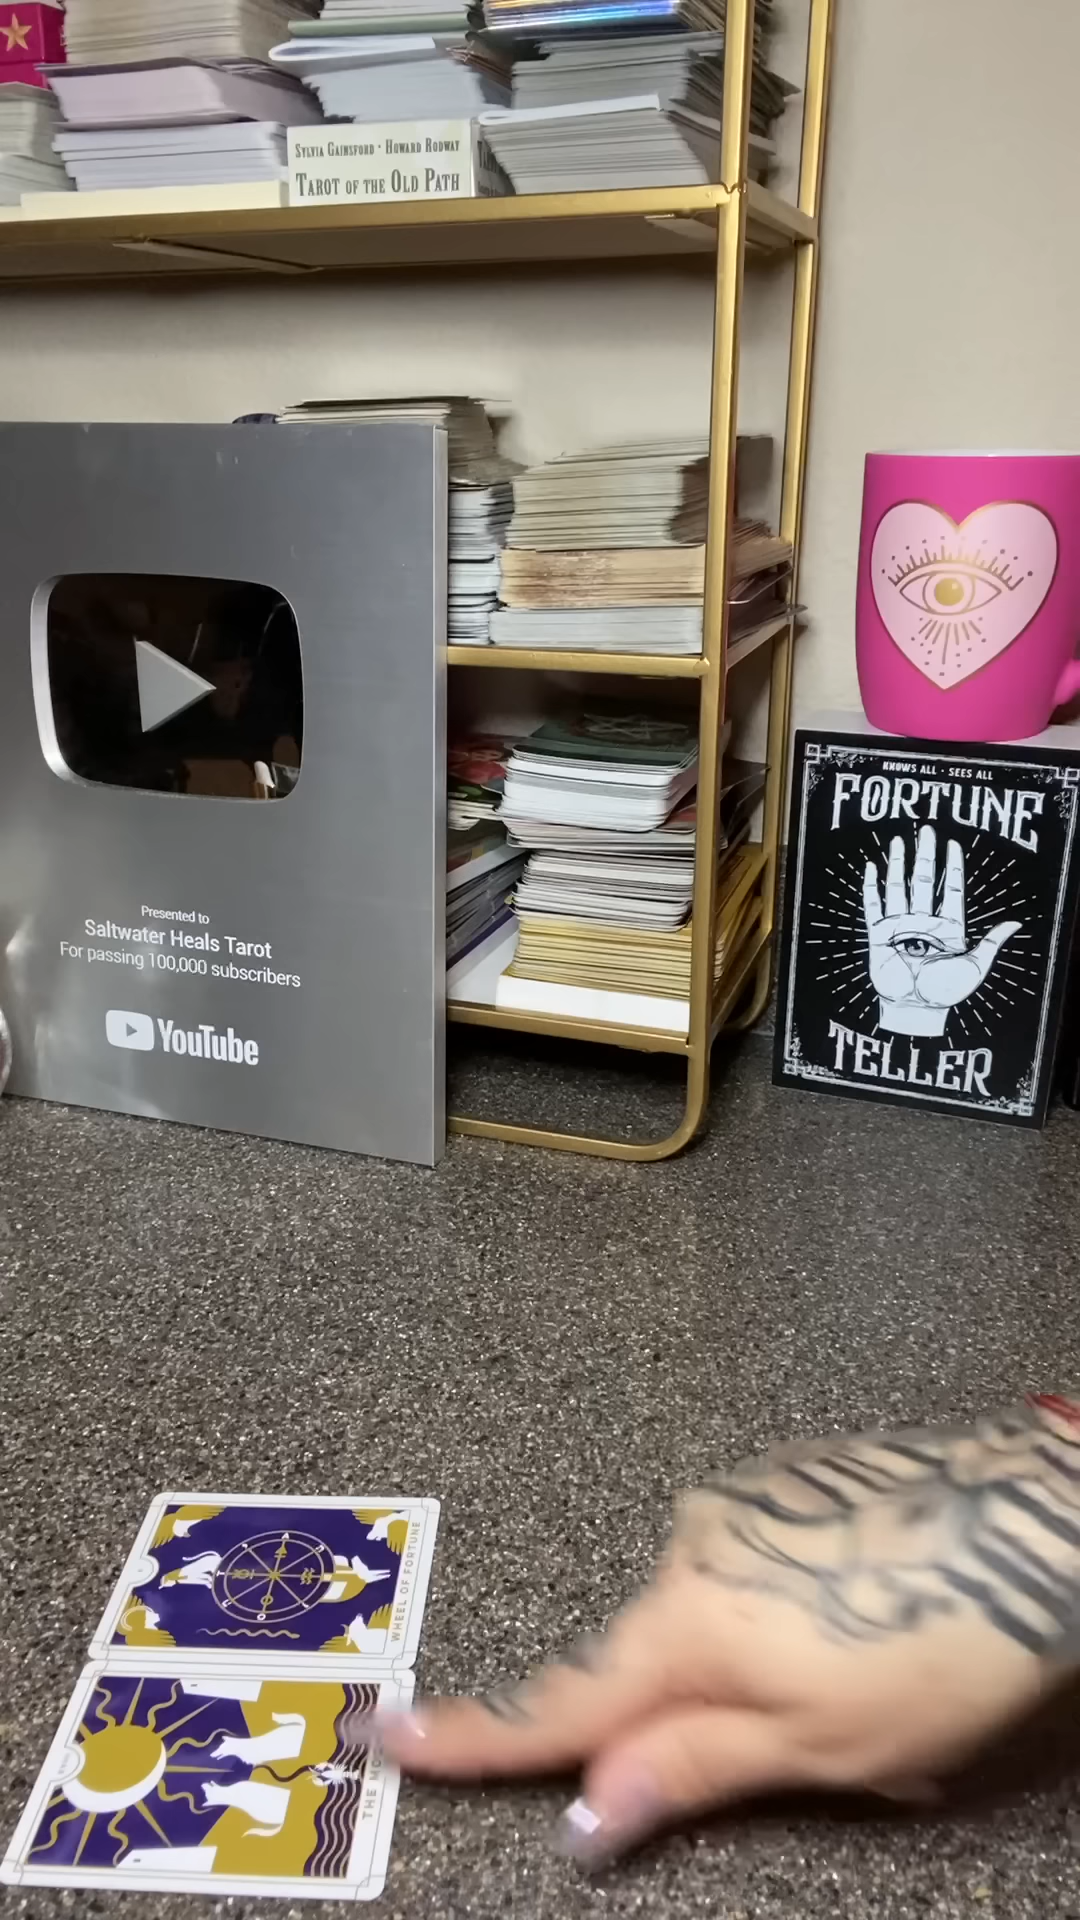 SYLVIA GAINSFORD · HOWARD RODWAY
TAROT OF THE OLD PATH
Presented to
Saltwater Heals Tarot
For passing 100,000 subscribers
YouTube
KNOWS ALL · SEES ALL
FORTUNE
TELLER
WHEEL OF FORTUNE
THE